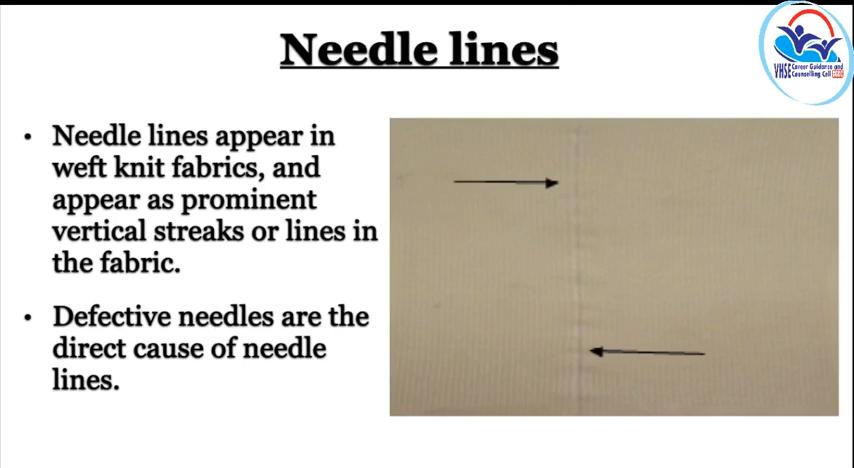 Needle lines
VHSE Career Guidance and
Counselling Cell
• Needle lines appear in
weft knit fabrics, and
appear as prominent
vertical streaks or lines in
the fabric.
• Defective needles are the
direct cause of needle
lines.